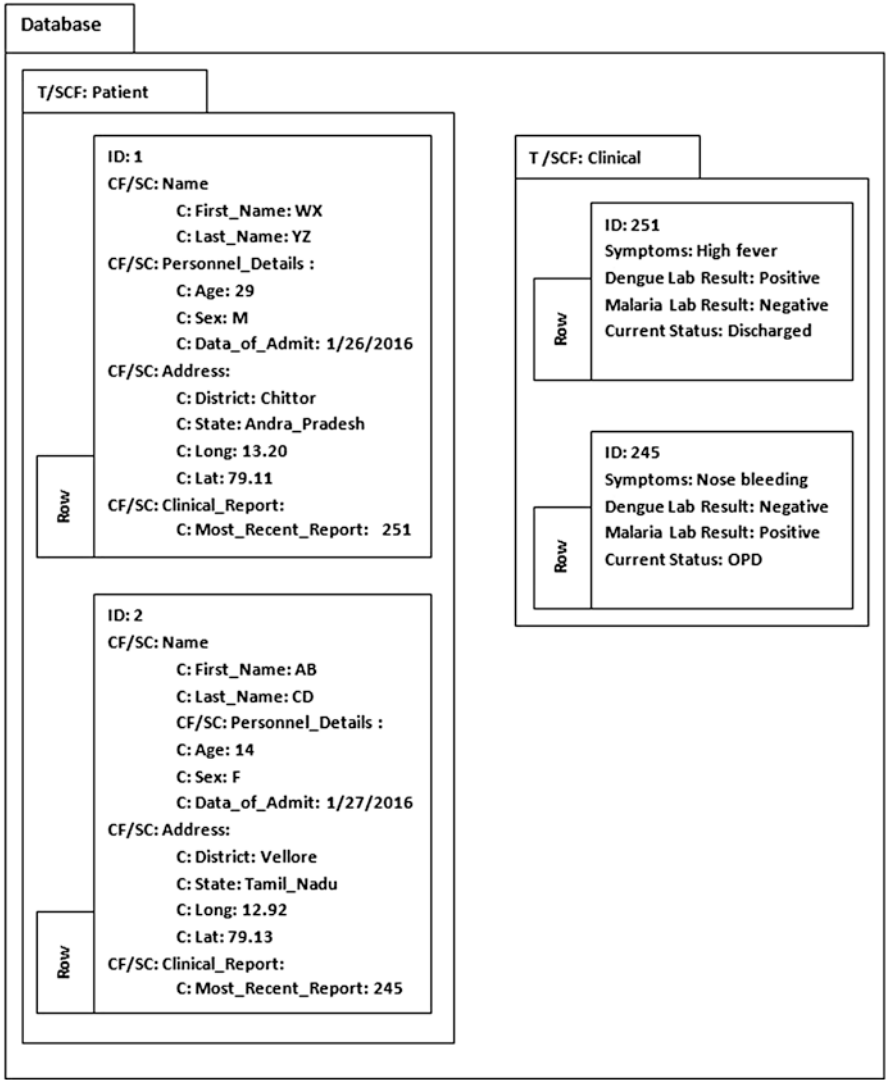 Database
T/SCF: Patient
ID: 1
CF/SC: Name
C: First_Name: WX
C: Last_Name: YZ
CF/SC: Personnel_Details :
C: Age: 29
C: Sex: M
C: Data_of_Admit: 1/26/2016
CF/SC: Address:
C: District: Chittor
C: State: Andra_Pradesh
C: Long: 13.20
C: Lat: 79.11
CF/SC: Clinical_Report:
C: Most_Recent_Report: 251
Row
ID: 2
CF/SC: Name
C: First_Name: AB
C: Last_Name: CD
CF/SC: Personnel_Details :
C: Age: 14
C: Sex: F
C: Data_of_Admit: 1/27/2016
CF/SC: Address:
C: District: Vellore
C: State: Tamil_Nadu
C: Long: 12.92
C: Lat: 79.13
CF/SC: Clinical_Report:
C: Most_Recent_Report: 245
Row
T /SCF: Clinical
ID: 251
Symptoms: High fever
Dengue Lab Result: Positive
Malaria Lab Result: Negative
Current Status: Discharged
Row
ID: 245
Symptoms: Nose bleeding
Dengue Lab Result: Negative
Malaria Lab Result: Positive
Current Status: OPD
Row